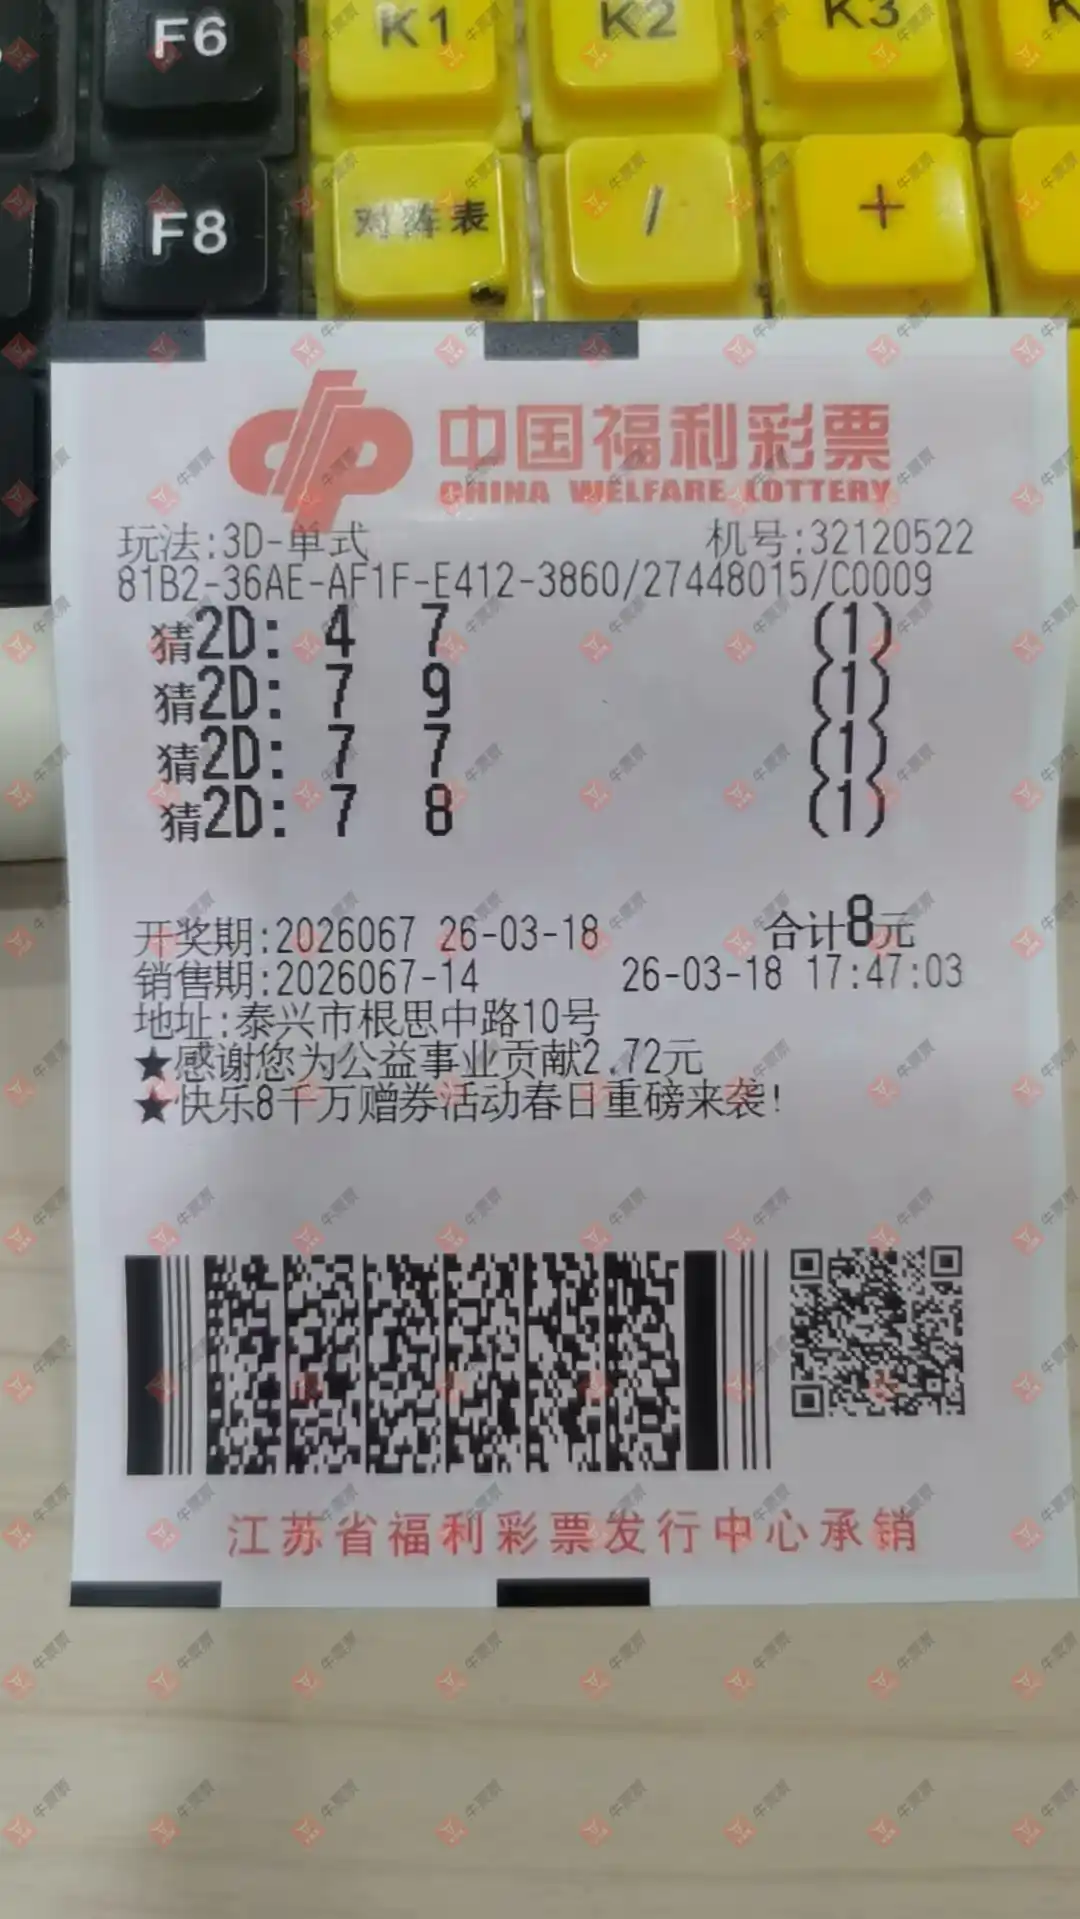 F6
K1
K2
K3
F8
对阵表
/
+
中国福利彩票
CHINA WELFARE LOTTERY
玩法:3D-单式 机号:32120522
81B2-36AE-AF1F-E412-3860/27448015/C0009
猜2D: 4 7 (1)
猜2D: 7 9 (1)
猜2D: 7 7 (1)
猜2D: 7 8 (1)
开奖期:2026067 26-03-18 合计8元
销售期:2026067-14 26-03-18 17:47:03
地址:泰兴市根思中路10号
★感谢您为公益事业贡献2.72元
★快乐8千万赠券活动春日重磅来袭!
江苏省福利彩票发行中心承销
牛票票